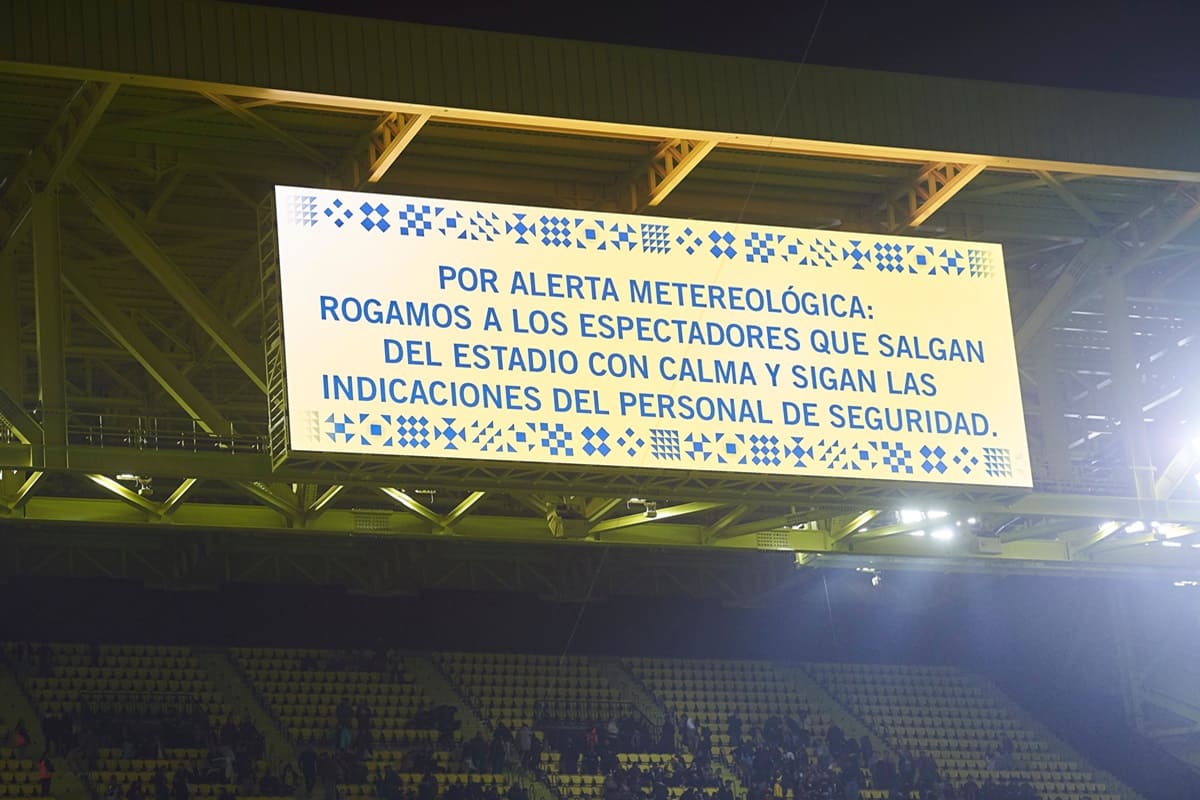 POR ALERTA METEREOLÓGICA:
ROGAMOS A LOS ESPECTADORES QUE SALGAN
DEL ESTADIO CON CALMA Y SIGAN LAS
INDICACIONES DEL PERSONAL DE SEGURIDAD.